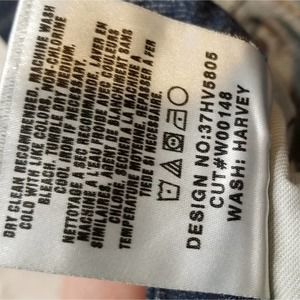 DRY CLEAN RECOMMENDED, MACHINE WASH
COLD WITH LIKE COLORS, NON-CHLORINE
BLEACH, TUMBLE DRY MEDIUM,
COOL IRON IF NECESSARY.
NETTOYAGE A SEC RECOMMANDE, LAVER EN
MACHINE A L'EAU FROIDE AVEC COULEURS
SIMILAIRES, AGENT DE BLANCHIMENT SANS
CHLORE, SECHER A LA MACHINE A
TEMPERATURE MOYENNE, REPASSER A FER
TIEDE SI NECESSAIRE.
DESIGN NO:37HV5805
CUT#W00148
WASH: HARVEY